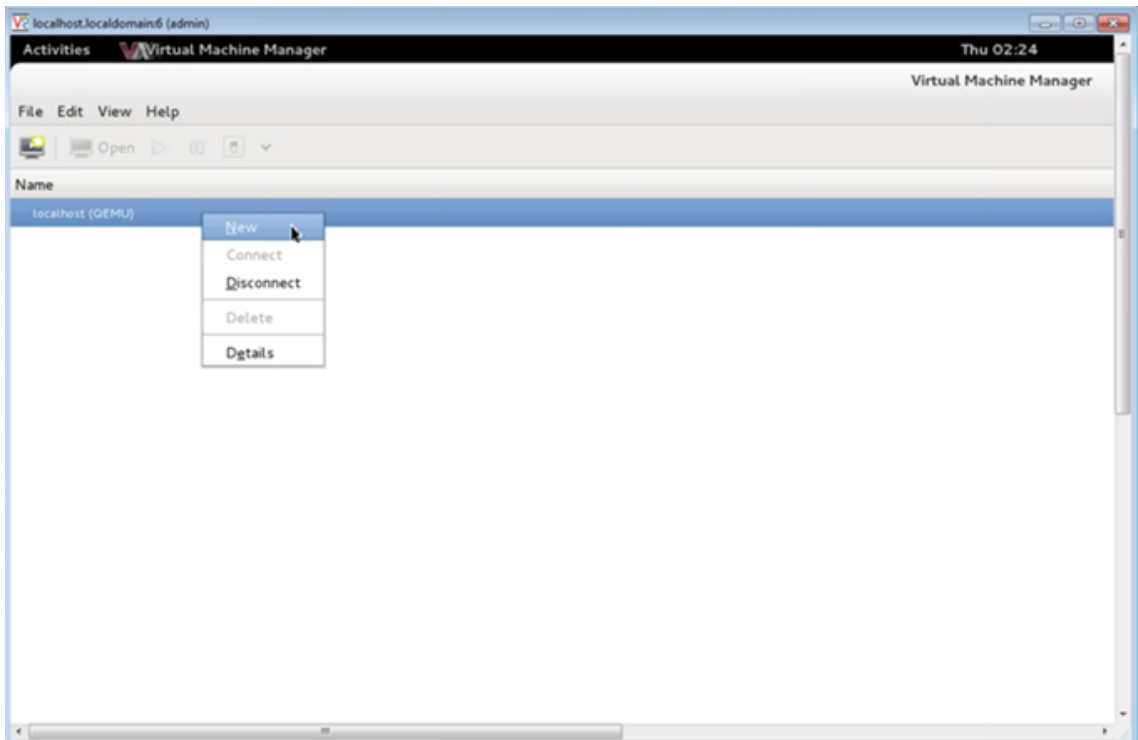 localhost.localdomain:6 (admin)
Activities Virtual Machine Manager Thu 02:24
Virtual Machine Manager
File Edit View Help
Open
Name
localhost (QEMU)
New
Connect
Disconnect
Delete
Details